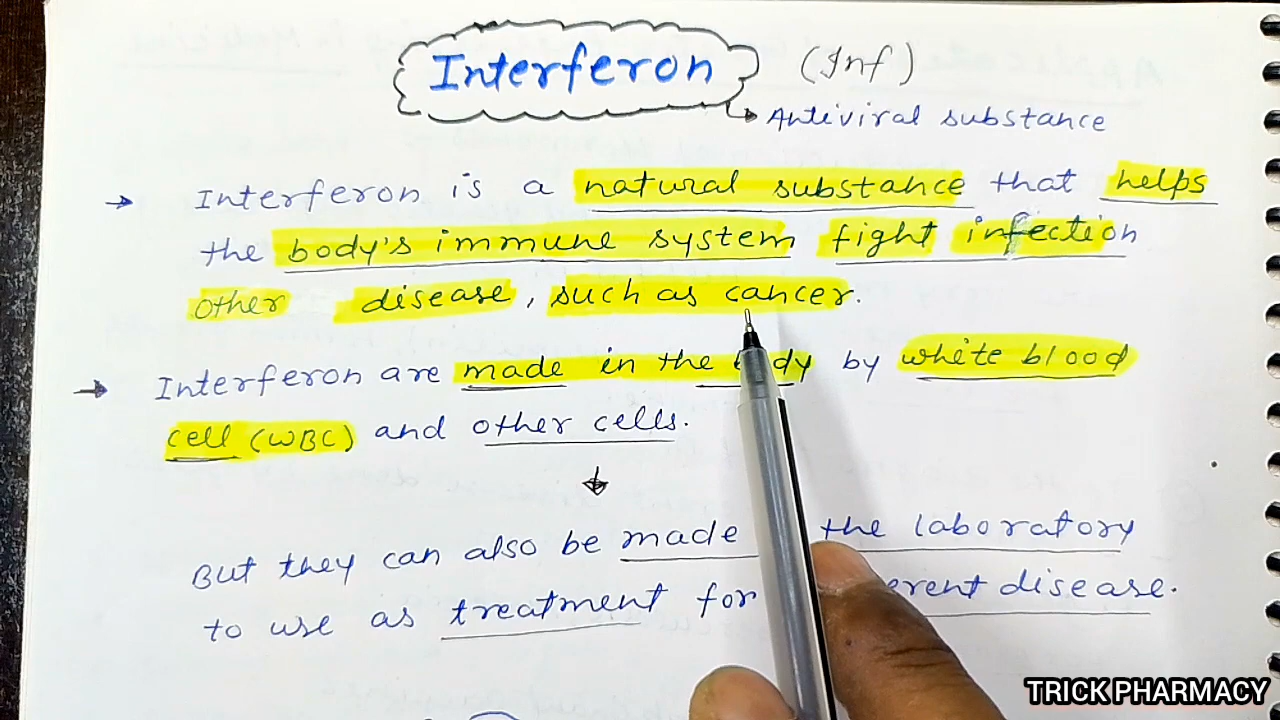 Interferon (Inf)
Antiviral substance
→ Interferon is a natural substance that helps
the body's immune system fight infection
other disease, such as cancer.
→ Interferon are made in the body by white blood
cell (WBC) and other cells.
But they can also be made the laboratory
to use as treatment for erent disease.
TRICK PHARMACY